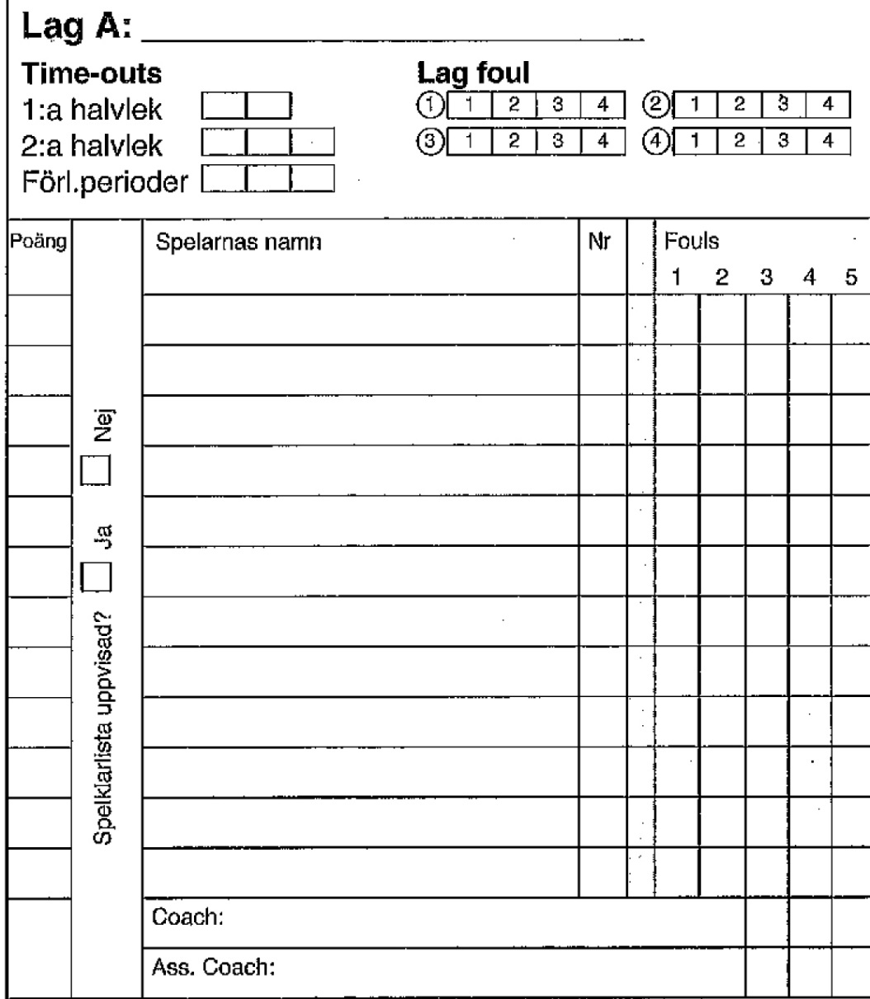 Lag A:
Time-outs
Lag foul
1:a halvlek
① 1 2 3 4 ② 1 2 3 4
2:a halvlek
③ 1 2 3 4 ④ 1 2 3 4
Förl.perioder
Poäng Spelarnas namn Nr Fouls
1 2 3 4 5
Spelklarlista uppvisad? Ja Nej
Coach:
Ass. Coach: